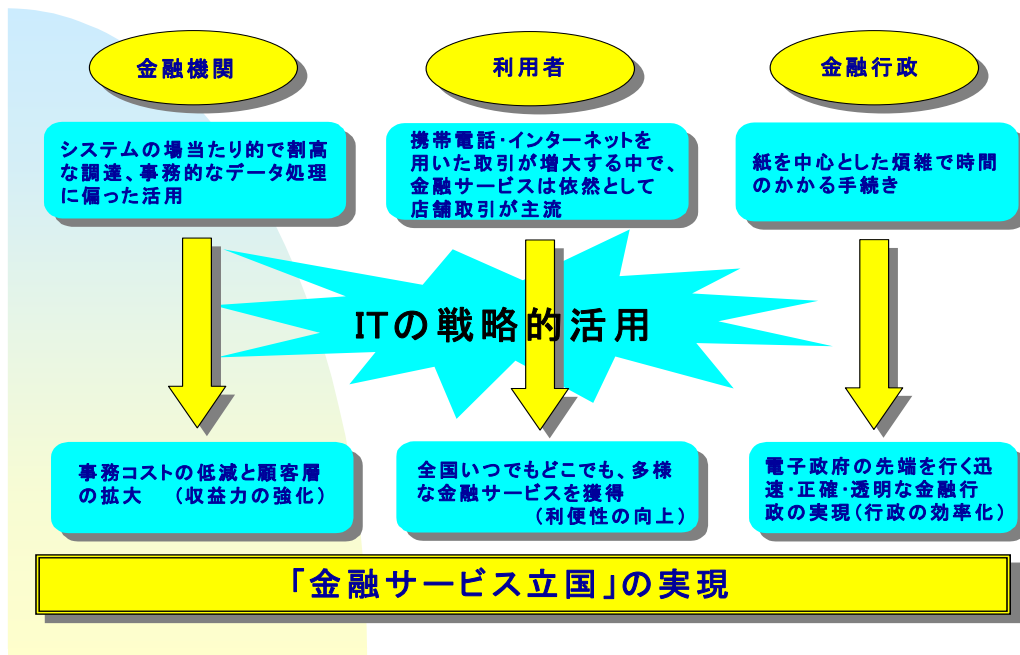 金融機関
利用者
金融行政
システムの場当たり的で割高
な調達、事務的なデータ処理
に偏った活用
携帯電話・インターネットを
用いた取引が増大する中で、
金融サービスは依然として
店舗取引が主流
紙を中心とした煩雑で時間
のかかる手続き
ITの戦略的活用
事務コストの低減と顧客層
の拡大 （収益力の強化）
全国いつでもどこでも、多様
な金融サービスを獲得
（利便性の向上）
電子政府の先端を行く迅
速・正確・透明な金融行
政の実現（行政の効率化）
「金融サービス立国」の実現